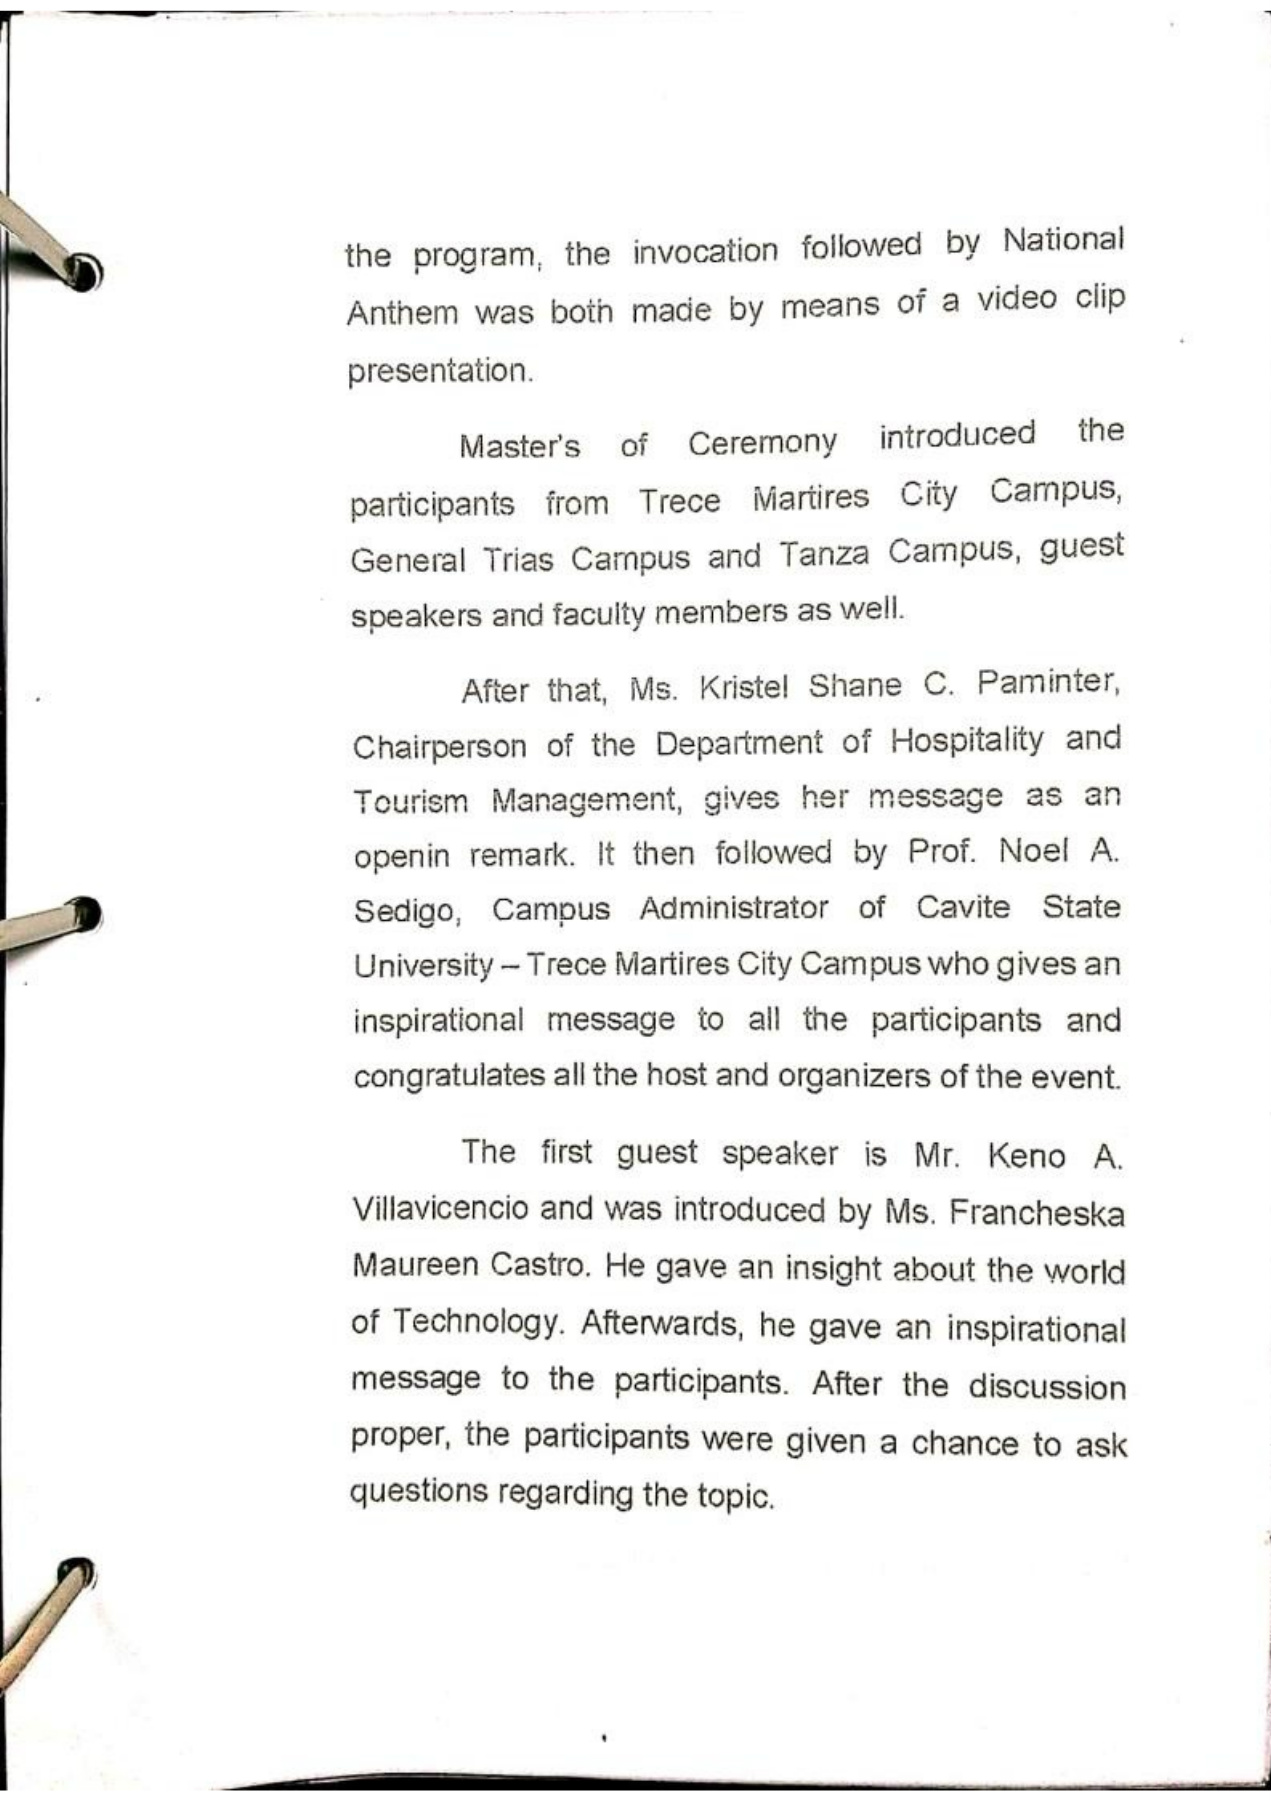 the program, the invocation followed by National
Anthem was both made by means of a video clip
presentation.
Master's of Ceremony introduced the
participants from Trece Martires City Campus,
General Trias Campus and Tanza Campus, guest
speakers and faculty members as well.
After that, Ms. Kristel Shane C. Paminter,
Chairperson of the Department of Hospitality and
Tourism Management, gives her message as an
openin remark. It then followed by Prof. Noel A.
Sedigo, Campus Administrator of Cavite State
University – Trece Martires City Campus who gives an
inspirational message to all the participants and
congratulates all the host and organizers of the event.
The first guest speaker is Mr. Keno A.
Villavicencio and was introduced by Ms. Francheska
Maureen Castro. He gave an insight about the world
of Technology. Afterwards, he gave an inspirational
message to the participants. After the discussion
proper, the participants were given a chance to ask
questions regarding the topic.